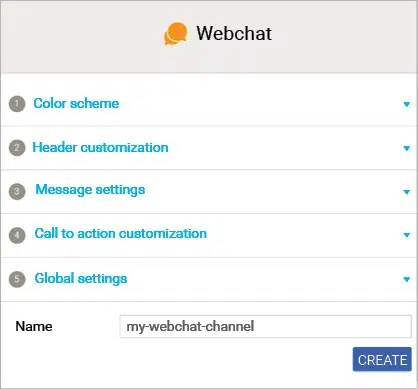 Webchat
1 Color scheme
2 Header customization
3 Message settings
4 Call to action customization
5 Global settings
Name my-webchat-channel
CREATE